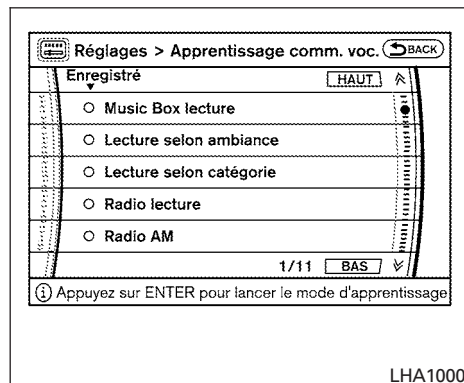 Réglages > Apprentissage comm. voc. BACK
Enregistré HAUT
Music Box lecture
Lecture selon ambiance
Lecture selon catégorie
Radio lecture
Radio AM
1/11 BAS
Appuyez sur ENTER pour lancer le mode d'apprentissage
LHA1000